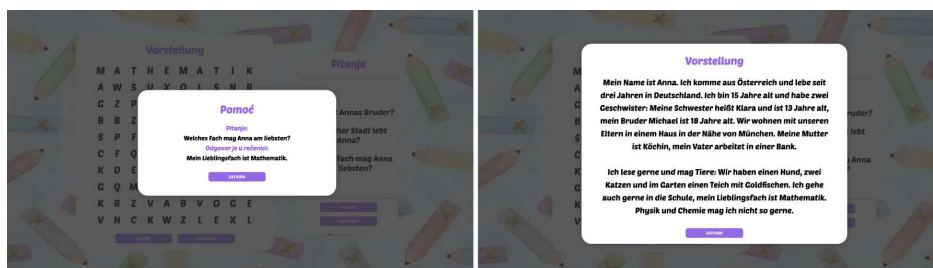 Vorstellung
M A T H E M A T I K
A W S U X O L S N R
G Z P
B B Z
S P F
C F Q
K D E
G Q M
K R Z V A B V O G E
V N C K W Z L E X L
Pitanja
Annas Bruder?
her Stadt lebt
Anna?
Fach mag Anna
liebsten?
Pomoć
Pitanje:
Welches Fach mag Anna am liebsten?
Odgovor je u rečenici:
Mein Lieblingsfach ist Mathematik.
ZATVORI
Vorstellung
Mein Name ist Anna. Ich komme aus Österreich und lebe seit
drei Jahren in Deutschland. Ich bin 15 Jahre alt und habe zwei
Geschwister: Meine Schwester heißt Klara und ist 13 Jahre alt,
mein Bruder Michael ist 18 Jahre alt. Wir wohnen mit unseren
Eltern in einem Haus in der Nähe von München. Meine Mutter
ist Köchin, mein Vater arbeitet in einer Bank.
Ich lese gerne und mag Tiere: Wir haben einen Hund, zwei
Katzen und im Garten einen Teich mit Goldfischen. Ich gehe
auch gerne in die Schule, mein Lieblingsfach ist Mathematik.
Physik und Chemie mag ich nicht so gerne.
ZATVORI